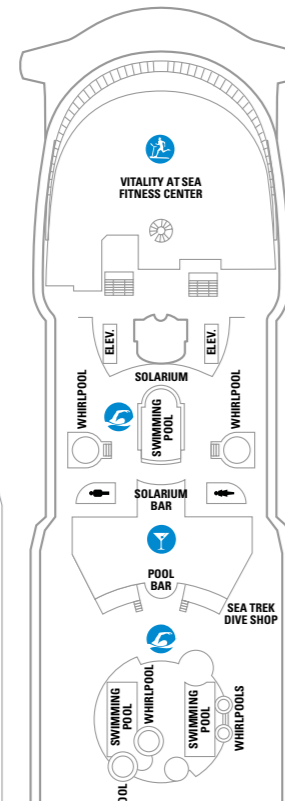 VITALITY AT SEA
FITNESS CENTER
ELEV.
ELEV.
SOLARIUM
WHIRLPOOL
SWIMMING
POOL
WHIRLPOOL
SOLARIUM
BAR
POOL
BAR
SEA TREK
DIVE SHOP
SWIMMING
POOL
WHIRLPOOL
SWIMMING
POOL
WHIRLPOOLS